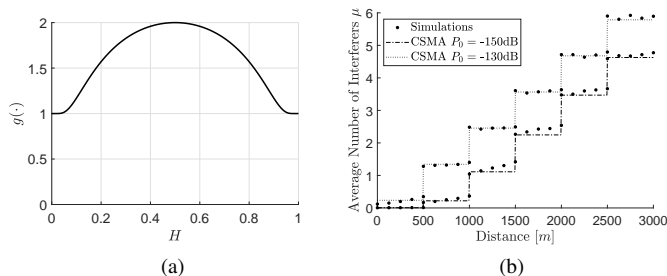 2
1.5
1
0.5
0
g(·)
0 0.2 0.4 0.6 0.8 1
H
(a)
6
5
4
3
2
1
0
Average Number of Interferers μ
Simulations
CSMA P₀ = -150dB
CSMA P₀ = -130dB
0 500 1000 1500 2000 2500 3000
Distance [m]
(b)